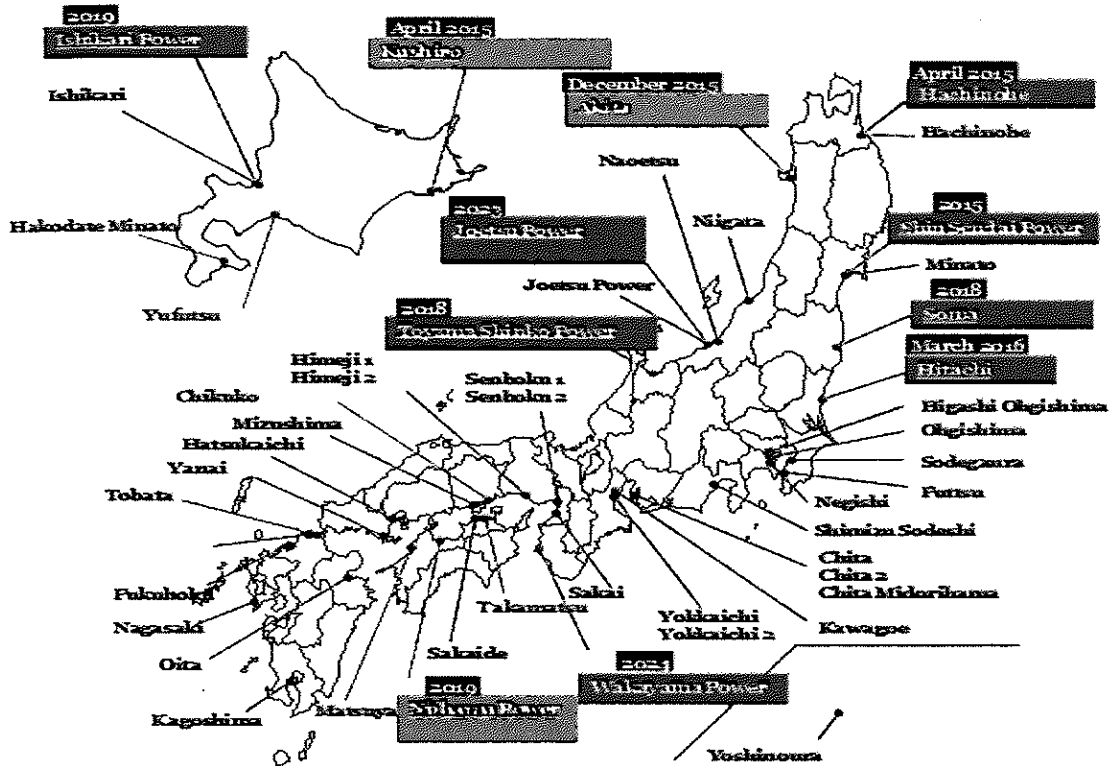 2019
Ishikari Power
April 2015
Kushiro
Ishikari
December 2015
April 2015
Hachinohe
Hachinohe
Naoetsu
2023
Joetsu Power
Niigata
2015
Shin Sendai Power
Hakodate Minato
Minato
Joetsu Power
2018
Soma
Yufutsu
2018
Toyama Shinko Power
March 2016
Hitachi
Himeji 1
Himeji 2
Senboku 1
Senboku 2
Chikuko
Higashi Ohgishima
Mizushima
Ohgishima
Hatsukaichi
Yanai
Sodegaura
Tobata
Futtsu
Negishi
Shimizu Sodeshi
Chita
Chita 2
Chita Midorihama
Fukuhoku
Takamatsu
Sakai
Nagasaki
Yokkaichi
Yokkaichi 2
Kawagoe
Oita
Sakaide
2019
Wakayama Power
Kagoshima
Matsuya
Yoshinoura